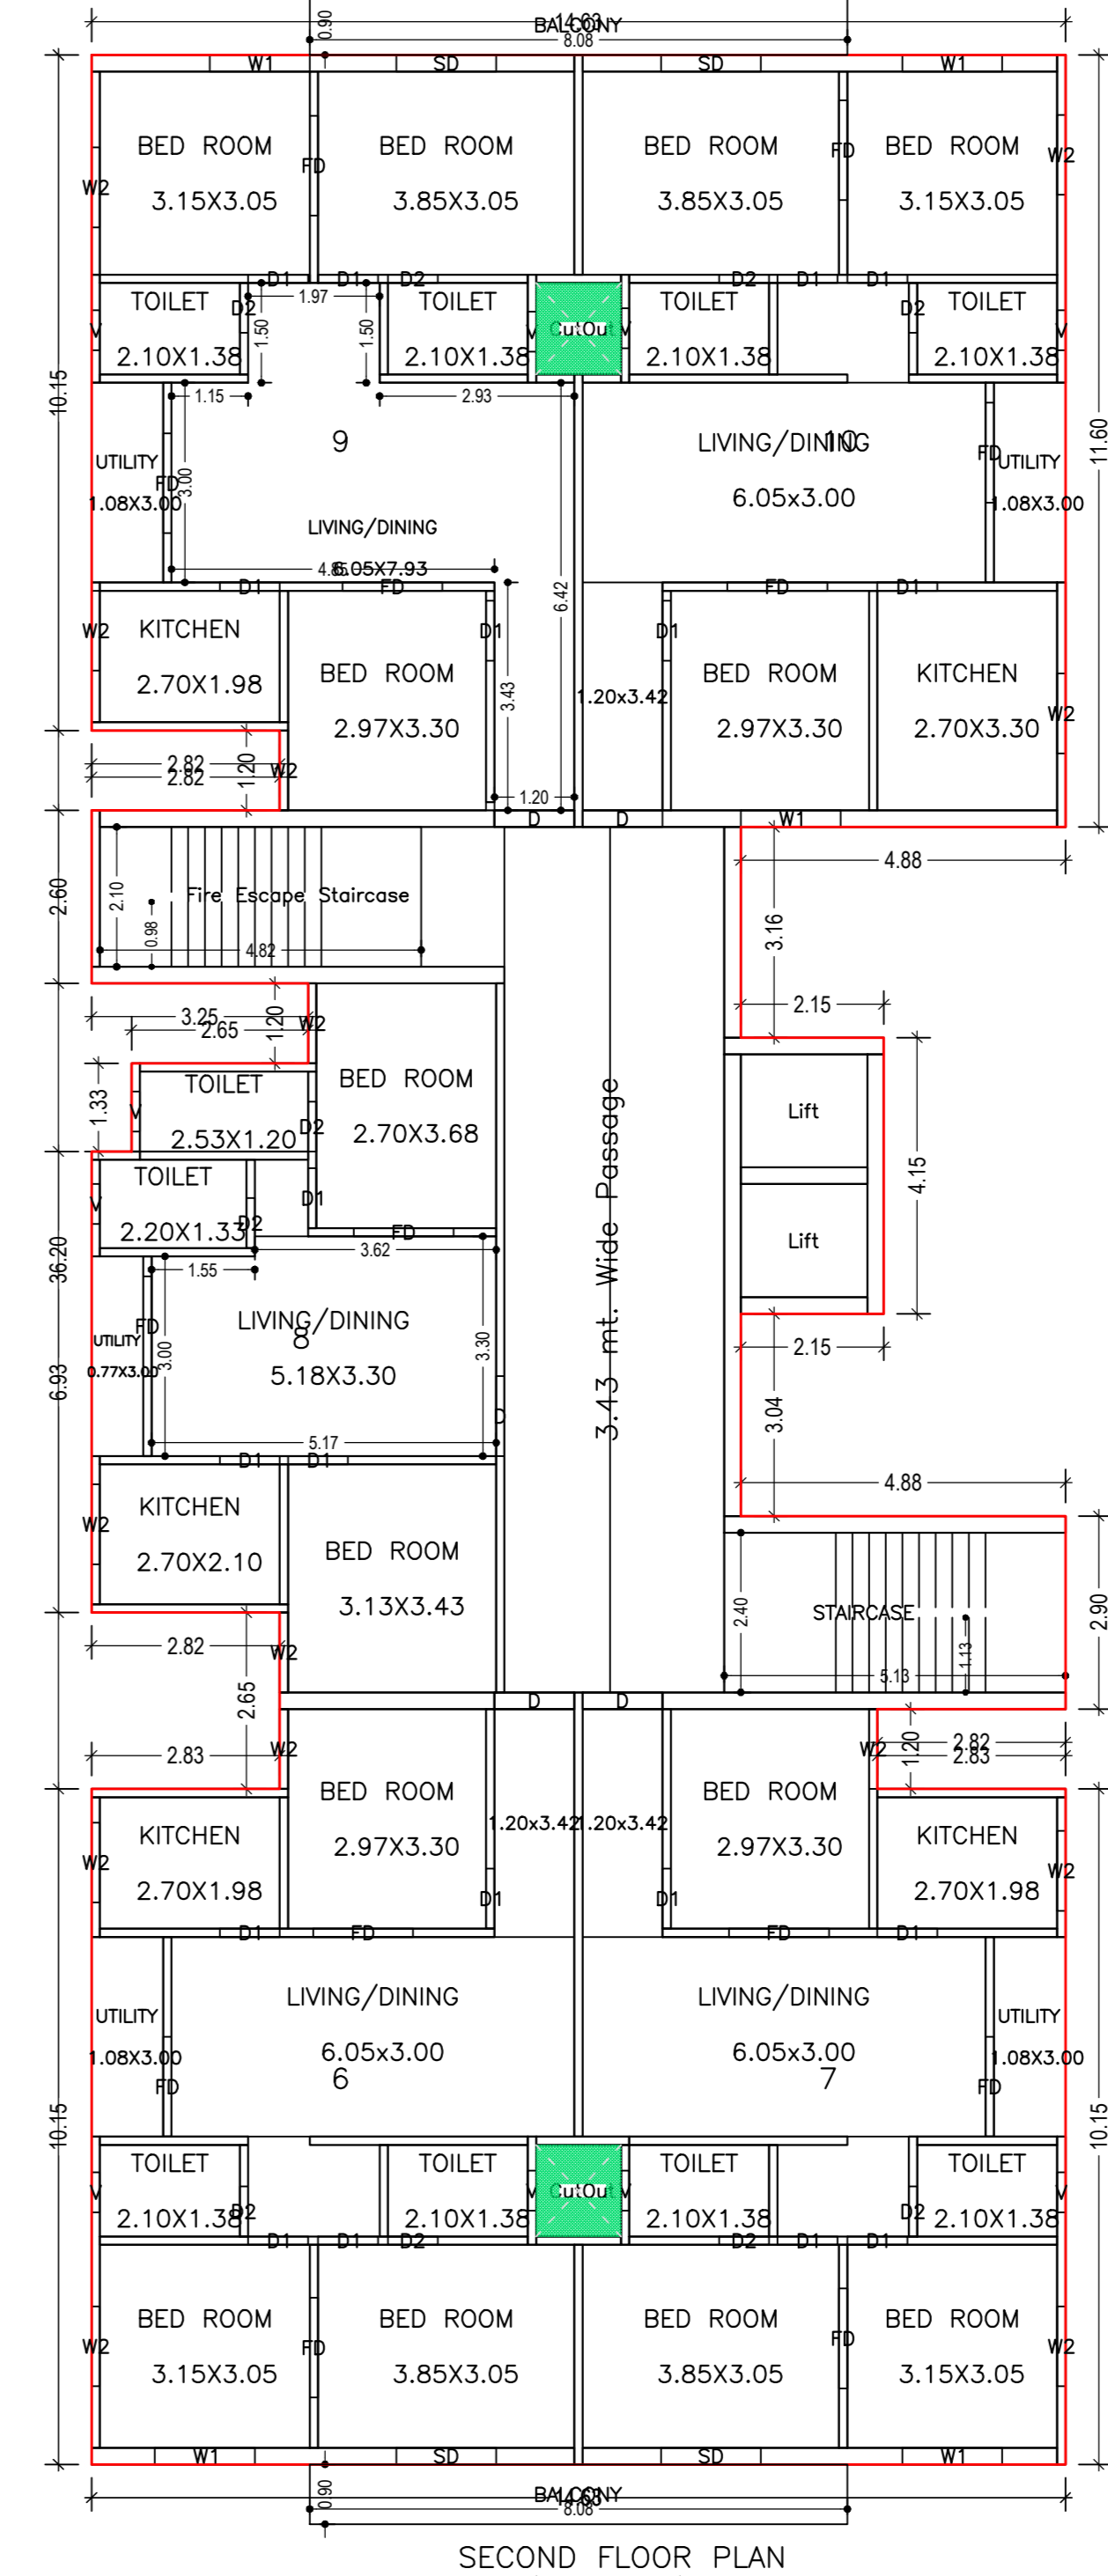 14.63
BALCONY
8.08
0.90
W1 SD SD W1
BED ROOM BED ROOM BED ROOM BED ROOM
3.15X3.05 3.85X3.05 3.85X3.05 3.15X3.05
W2 FD FD W2
D1 D1 D2 D2 D1 D1
TOILET TOILET TOILET TOILET
2.10X1.38 2.10X1.38 2.10X1.38 2.10X1.38
V D2 1.97 V CutOut V D2 V
1.50 1.50
1.15 2.93
10.15 11.60
9 LIVING/DINING 10
UTILITY FD 3.00 6.05x3.00 FD UTILITY
1.08X3.00 1.08X3.00
LIVING/DINING
4.85 6.05X7.93
D1 FD 6.42 FD D1
W2 KITCHEN D1 D1
2.70X1.98
BED ROOM BED ROOM KITCHEN
2.97X3.30 3.43 1.20x3.42 2.97X3.30 2.70X3.30
W2
2.82 1.20 W2
2.82
1.20
D D W1
4.88
2.60 2.10 0.98 Fire Escape Staircase
4.82
3.16
3.25 1.20 W2
2.65
2.15
TOILET BED ROOM
1.33 V 2.53X1.20 D2 2.70X3.68
Lift
4.15
TOILET
V 2.20X1.33 D2 D1 FD
Lift
3.62
1.55
36.20
3.43 mt. Wide Passage
LIVING/DINING
8
UTILITY FD 3.00 3.30
0.77X3.00 5.18X3.30
2.15
6.93
D
3.04
5.17
D1 D1
KITCHEN
W2 2.70X2.10
BED ROOM
3.13X3.43
4.88
2.40 STAIRCASE 1.13 2.90
5.13
2.82 W2
2.65
D D
2.83 W2 W2 1.20 2.82
2.83
BED ROOM BED ROOM
2.97X3.30 1.20x3.42 1.20x3.42 2.97X3.30
KITCHEN KITCHEN
W2 2.70X1.98 D1 D1 2.70X1.98 W2
D1 FD FD D1
LIVING/DINING LIVING/DINING
UTILITY UTILITY
6.05x3.00 6.05x3.00
1.08X3.00 6 7 1.08X3.00
FD FD
10.15 10.15
TOILET TOILET TOILET TOILET
V V CutOut V V
2.10X1.38 D2 2.10X1.38 2.10X1.38 D2 2.10X1.38
D1 D1 D2 D2 D1
BED ROOM BED ROOM BED ROOM BED ROOM
W2 FD FD W2
3.15X3.05 3.85X3.05 3.85X3.05 3.15X3.05
W1 SD SD W1
0.90 BALCONY
14.63
8.08
SECOND FLOOR PLAN